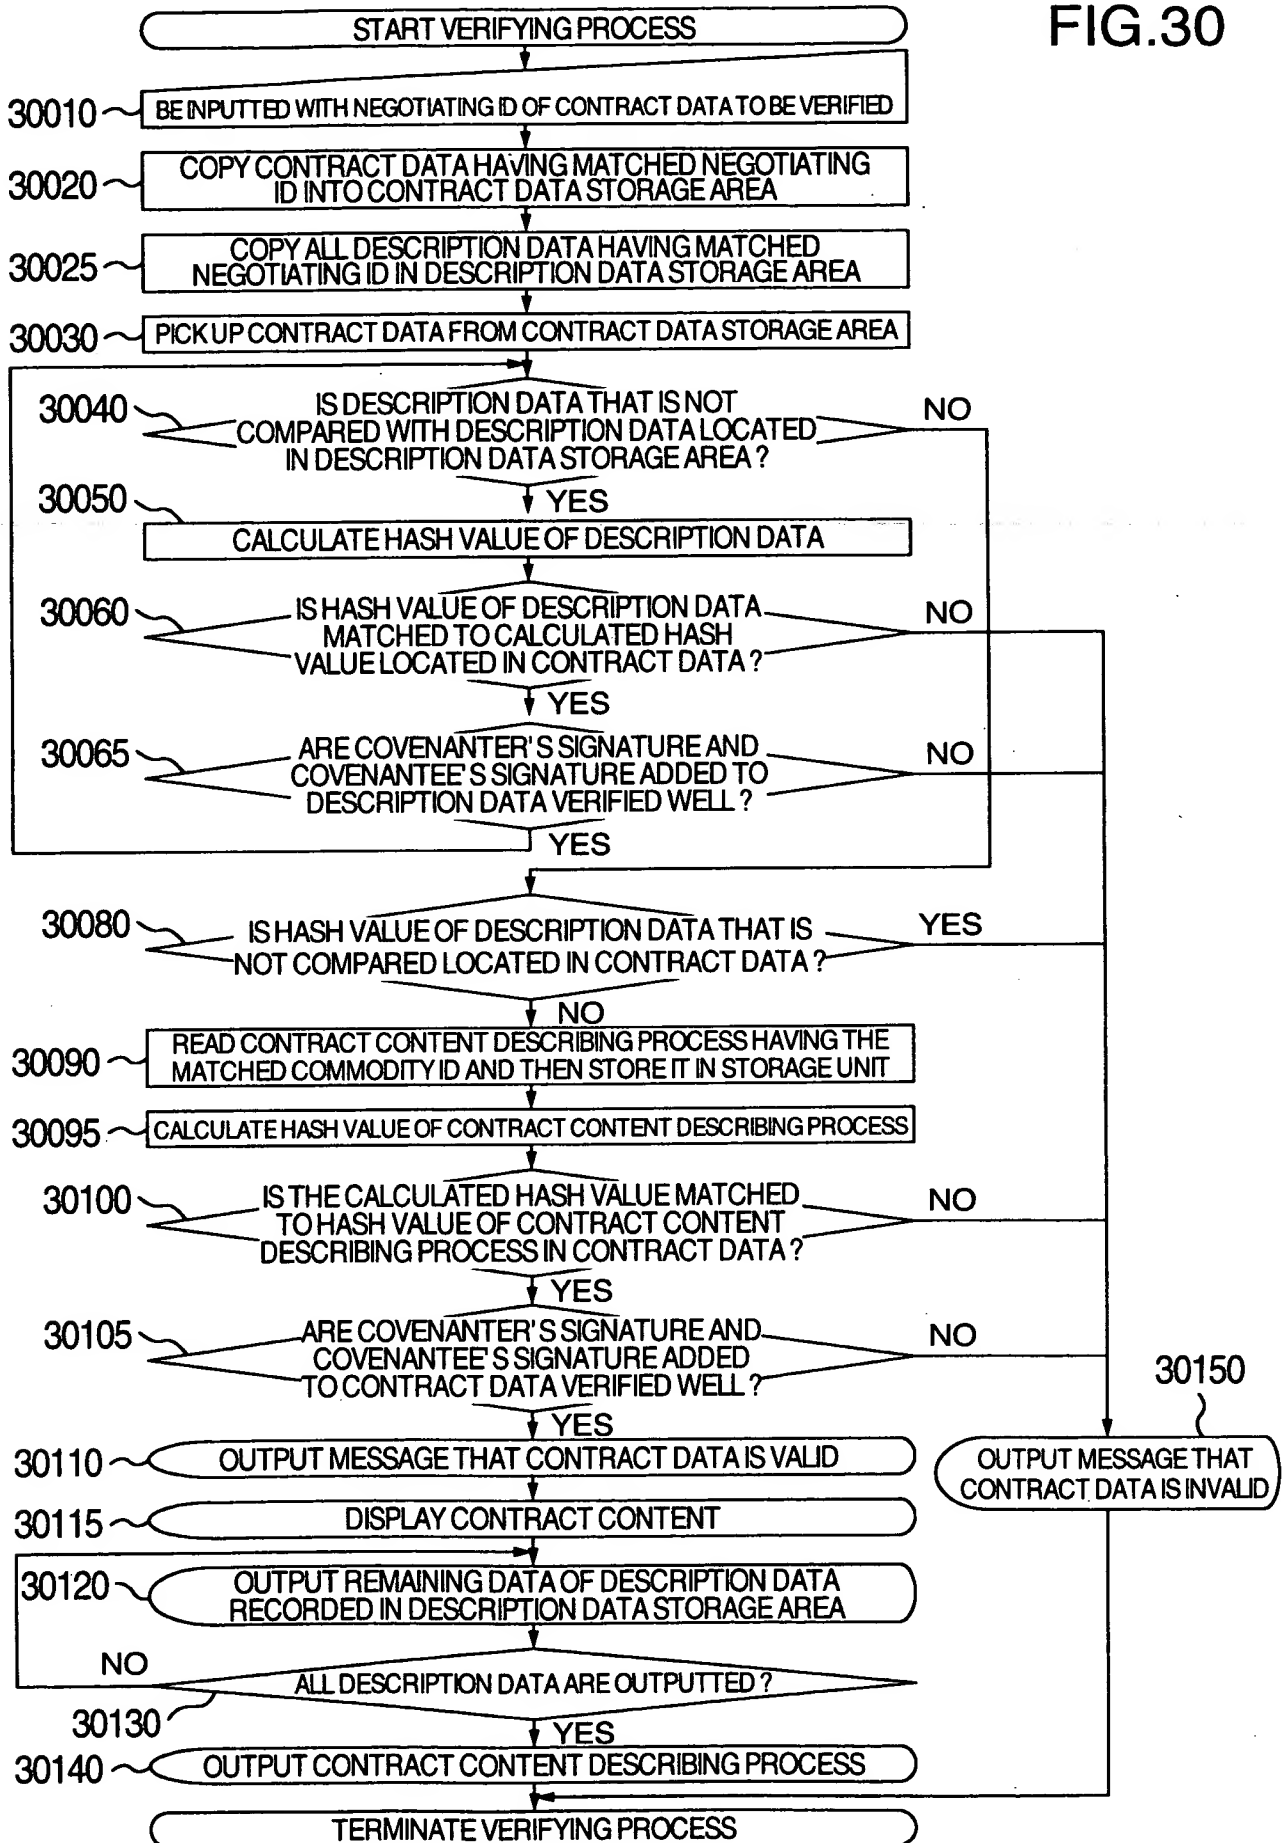 FIG.30
START VERIFYING PROCESS
30010
BE INPUTTED WITH NEGOTIATING ID OF CONTRACT DATA TO BE VERIFIED
30020
COPY CONTRACT DATA HAVING MATCHED NEGOTIATING
ID INTO CONTRACT DATA STORAGE AREA
30025
COPY ALL DESCRIPTION DATA HAVING MATCHED
NEGOTIATING ID IN DESCRIPTION DATA STORAGE AREA
30030
PICK UP CONTRACT DATA FROM CONTRACT DATA STORAGE AREA
30040
IS DESCRIPTION DATA THAT IS NOT
COMPARED WITH DESCRIPTION DATA LOCATED
IN DESCRIPTION DATA STORAGE AREA ?
NO
YES
30050
CALCULATE HASH VALUE OF DESCRIPTION DATA
30060
IS HASH VALUE OF DESCRIPTION DATA
MATCHED TO CALCULATED HASH
VALUE LOCATED IN CONTRACT DATA ?
NO
YES
30065
ARE COVENANTER'S SIGNATURE AND
COVENANTEE'S SIGNATURE ADDED TO
DESCRIPTION DATA VERIFIED WELL ?
NO
YES
30080
IS HASH VALUE OF DESCRIPTION DATA THAT IS
NOT COMPARED LOCATED IN CONTRACT DATA ?
YES
NO
30090
READ CONTRACT CONTENT DESCRIBING PROCESS HAVING THE
MATCHED COMMODITY ID AND THEN STORE IT IN STORAGE UNIT
30095
CALCULATE HASH VALUE OF CONTRACT CONTENT DESCRIBING PROCESS
30100
IS THE CALCULATED HASH VALUE MATCHED
TO HASH VALUE OF CONTRACT CONTENT
DESCRIBING PROCESS IN CONTRACT DATA ?
NO
YES
30105
ARE COVENANTER'S SIGNATURE AND
COVENANTEE'S SIGNATURE ADDED
TO CONTRACT DATA VERIFIED WELL ?
NO
YES
30150
OUTPUT MESSAGE THAT
CONTRACT DATA IS INVALID
30110
OUTPUT MESSAGE THAT CONTRACT DATA IS VALID
30115
DISPLAY CONTRACT CONTENT
30120
OUTPUT REMAINING DATA OF DESCRIPTION DATA
RECORDED IN DESCRIPTION DATA STORAGE AREA
NO
30130
ALL DESCRIPTION DATA ARE OUTPUTTED ?
YES
30140
OUTPUT CONTRACT CONTENT DESCRIBING PROCESS
TERMINATE VERIFYING PROCESS